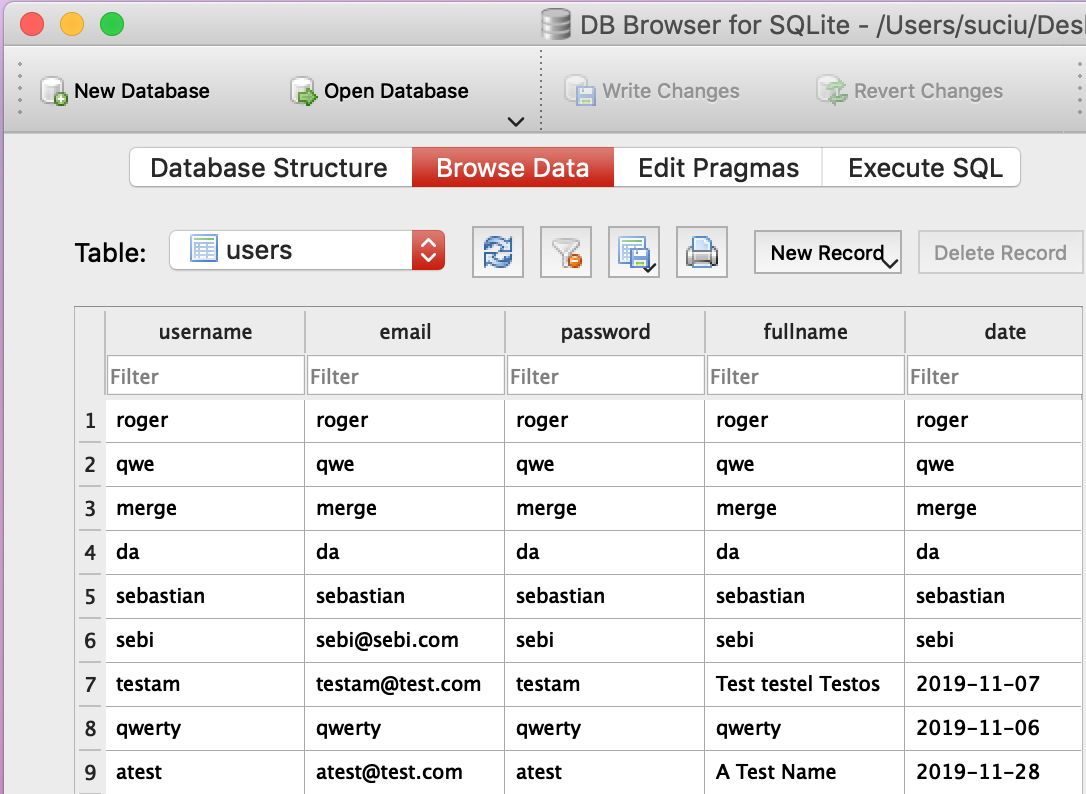 DB Browser for SQLite - /Users/suciu/Des
New Database Open Database Write Changes Revert Changes
Database Structure Browse Data Edit Pragmas Execute SQL
Table: users New Record Delete Record
username email password fullname date
Filter Filter Filter Filter Filter
1 roger roger roger roger roger
2 qwe qwe qwe qwe qwe
3 merge merge merge merge merge
4 da da da da da
5 sebastian sebastian sebastian sebastian sebastian
6 sebi sebi@sebi.com sebi sebi sebi
7 testam testam@test.com testam Test testel Testos 2019-11-07
8 qwerty qwerty qwerty qwerty 2019-11-06
9 atest atest@test.com atest A Test Name 2019-11-28